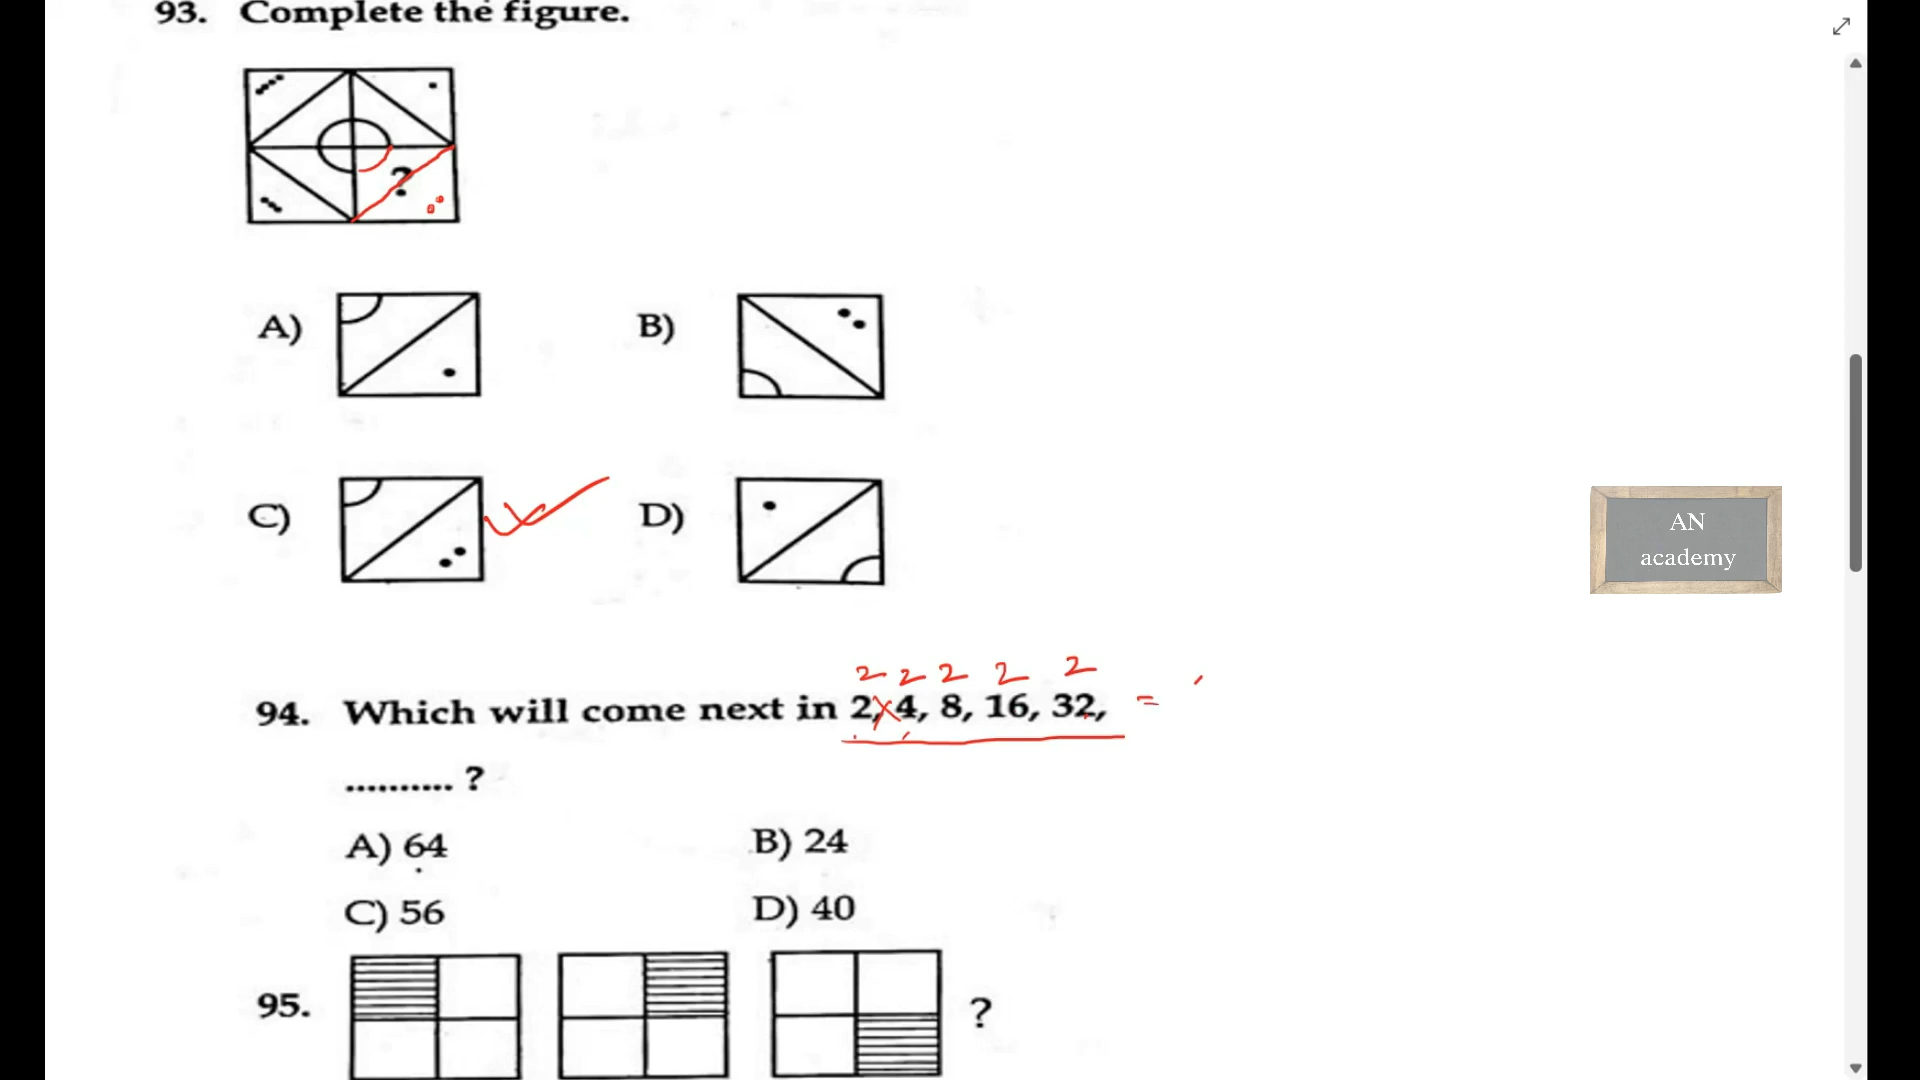 93. Complete the figure.
?
A)
B)
C)
D)
AN
academy
2 2 2 2 2
94. Which will come next in 2, 4, 8, 16, 32, =
.......... ?
A) 64
B) 24
C) 56
D) 40
95. ?